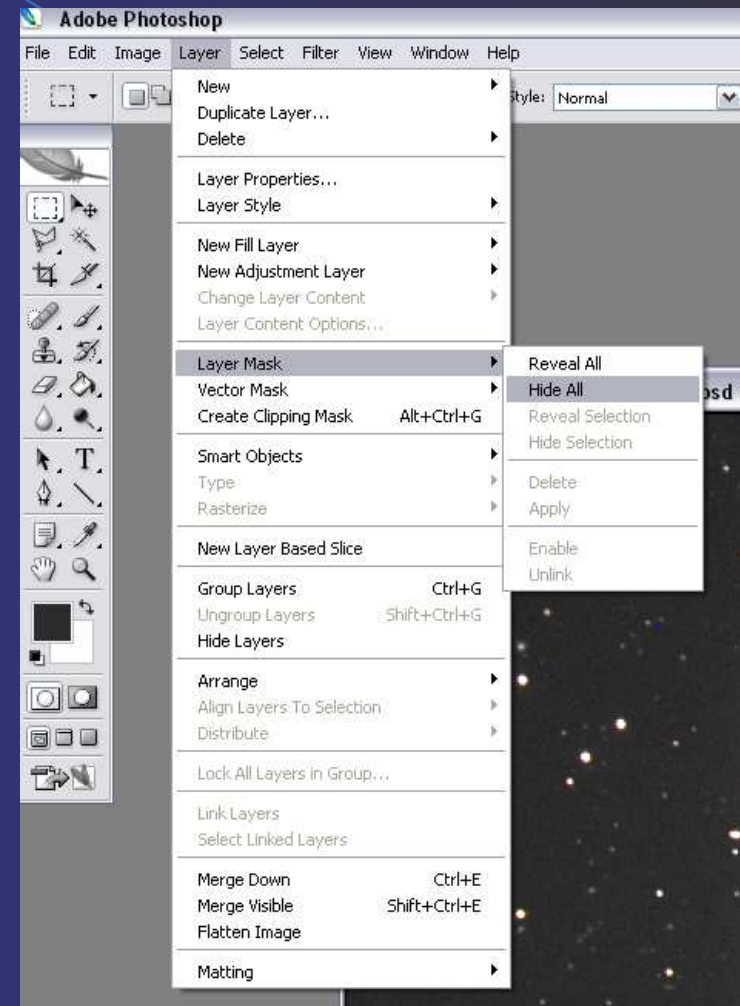 Adobe Photoshop
File Edit Image Layer Select Filter View Window Help
Style: Normal
New
Duplicate Layer...
Delete
Layer Properties...
Layer Style
New Fill Layer
New Adjustment Layer
Change Layer Content
Layer Content Options...
Layer Mask
Vector Mask
Create Clipping Mask Alt+Ctrl+G
Smart Objects
Type
Rasterize
New Layer Based Slice
Group Layers Ctrl+G
Ungroup Layers Shift+Ctrl+G
Hide Layers
Arrange
Align Layers To Selection
Distribute
Lock All Layers in Group...
Link Layers
Select Linked Layers
Merge Down Ctrl+E
Merge Visible Shift+Ctrl+E
Flatten Image
Matting
Reveal All
Hide All
Reveal Selection
Hide Selection
Delete
Apply
Enable
Unlink
psd
T